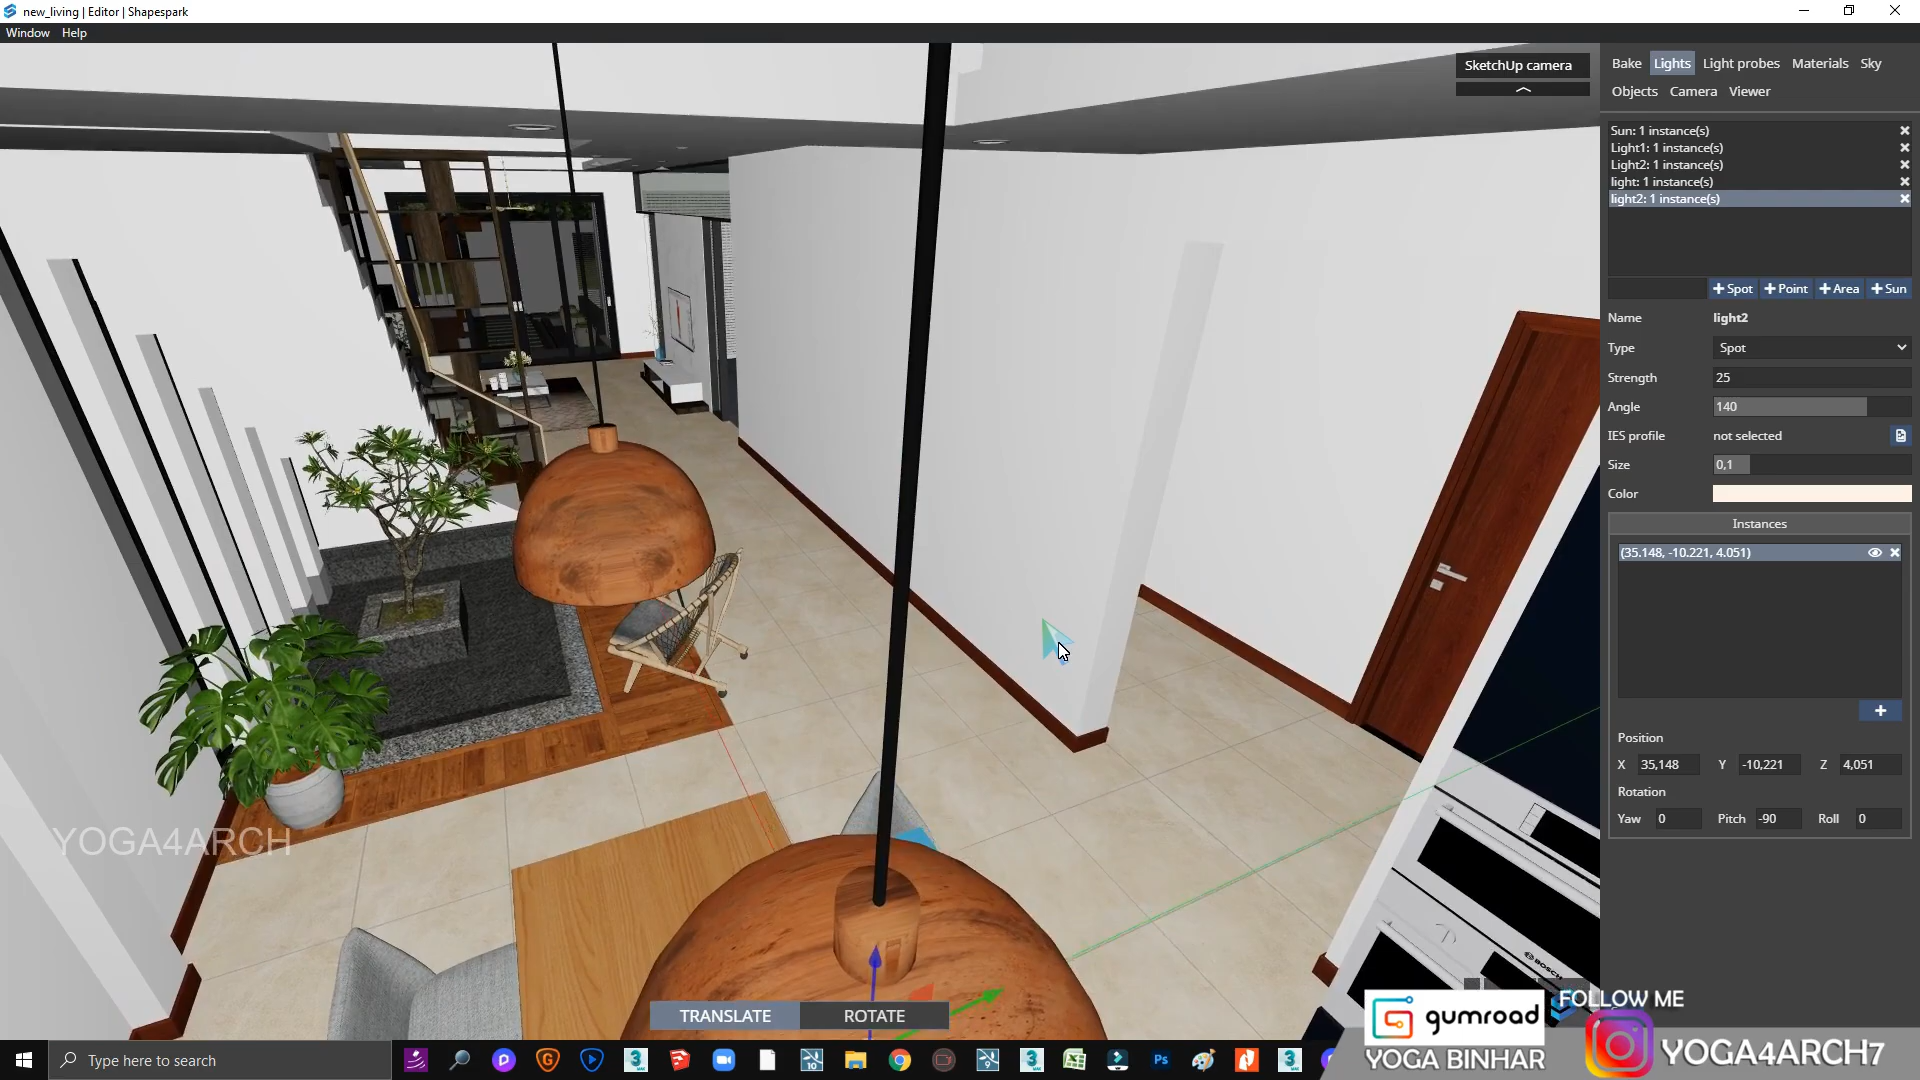 new_living | Editor | Shapespark
Window Help
SketchUp camera
Bake Lights Light probes Materials Sky
Objects Camera Viewer
Sun: 1 instance(s)
Light1: 1 instance(s)
Light2: 1 instance(s)
light: 1 instance(s)
light2: 1 instance(s)
Spot Point Area Sun
Name light2
Type Spot
Strength 25
Angle 140
IES profile not selected
Size 0,1
Color
Instances
(35.148, -10.221, 4.051)
Position
X 35,148 Y -10,221 Z 4,051
Rotation
Yaw 0 Pitch -90 Roll 0
YOGA4ARCH
BOSCH
TRANSLATE ROTATE
gumroad
YOGA BINHAR
FOLLOW ME
YOGA4ARCH7
Type here to search